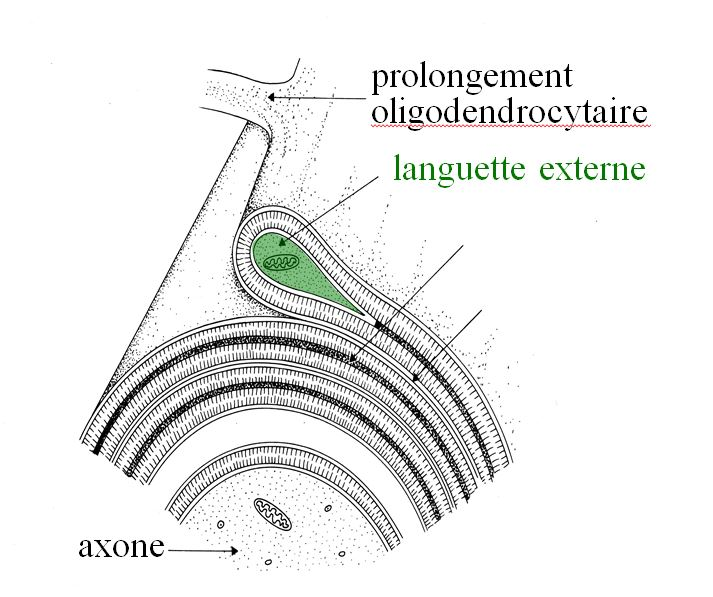 prolongement
oligodendrocytaire
languette externe
axone